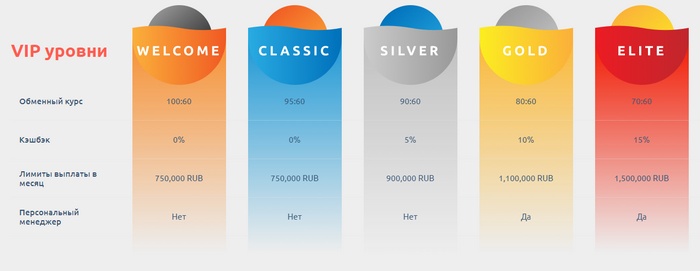 VIP уровни WELCOME CLASSIC SILVER GOLD ELITE
Обменный курс 100:60 95:60 90:60 80:60 70:60
Кэшбэк 0% 0% 5% 10% 15%
Лимиты выплаты в
месяц 750,000 RUB 750,000 RUB 900,000 RUB 1,100,000 RUB 1,500,000 RUB
Персональный
менеджер Нет Нет Нет Да Да